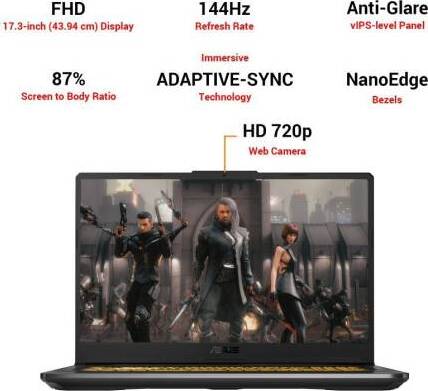 FHD
17.3-inch (43.94 cm) Display
144Hz
Refresh Rate
Anti-Glare
vIPS-level Panel
87%
Screen to Body Ratio
Immersive
ADAPTIVE-SYNC
Technology
NanoEdge
Bezels
HD 720p
Web Camera
ASUS